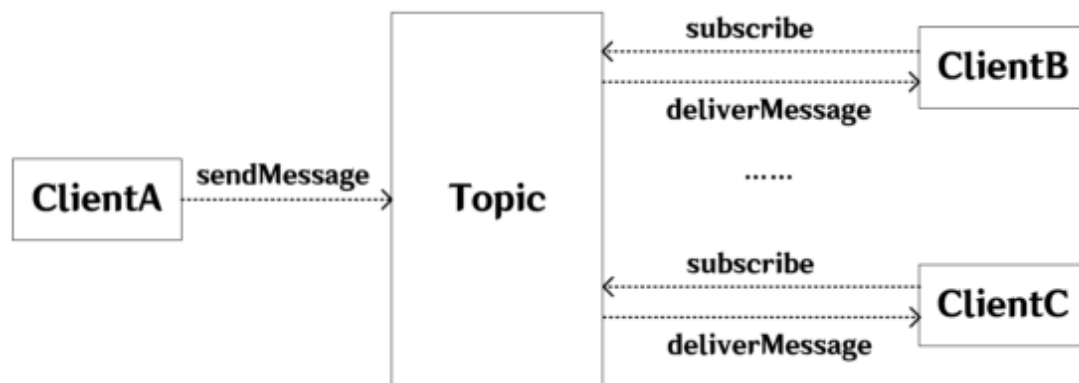 subscribe
ClientB
deliverMessage
······
sendMessage
ClientA
Topic
subscribe
ClientC
deliverMessage